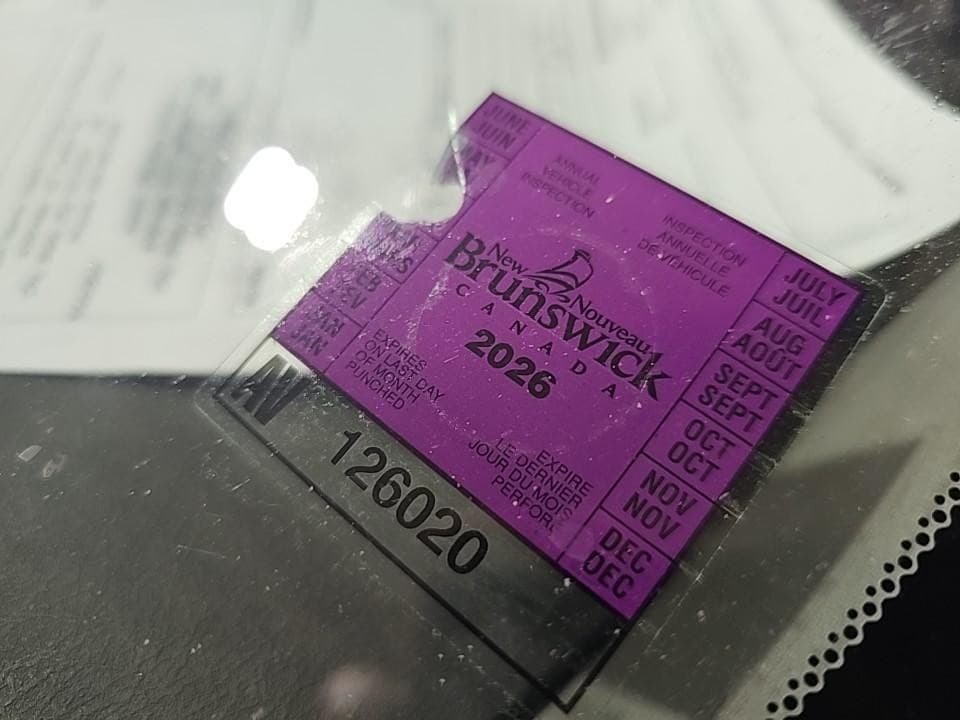 JUNE
JUIN
MAY
MARS
FEB
FÉV
JAN
JAN
ANNUAL
VEHICLE
INSPECTION
INSPECTION
ANNUELLE
DE VÉHICULE
New Nouveau
Brunswick
CANADA
2026
EXPIRES
ON LAST DAY
OF MONTH
PUNCHED
EXPIRE
LE DERNIER
JOUR DU MOIS
PERFOR.
JULY
JUIL
AUG
AOÛT
SEPT
SEPT
OCT
OCT
NOV
NOV
DEC
DEC
AV
126020